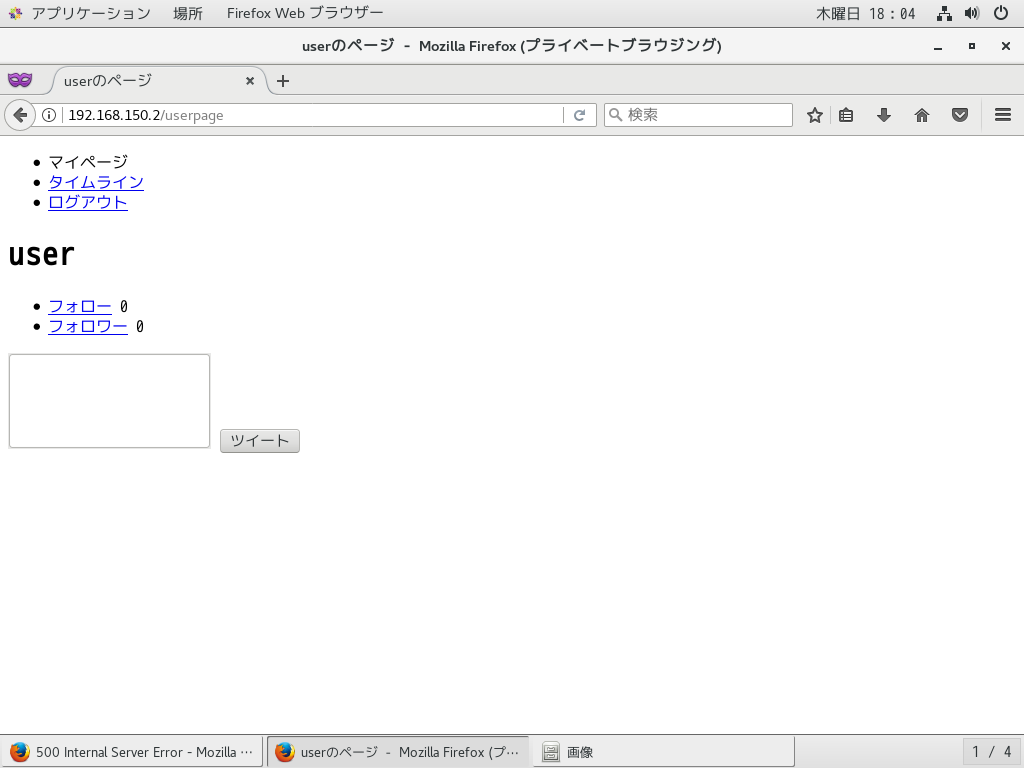 アプリケーション 場所 Firefox Web ブラウザー 木曜日 18：04
userのページ - Mozilla Firefox (プライベートブラウジング)
userのページ
192.168.150.2/userpage 検索
マイページ
タイムライン
ログアウト
user
フォロー 0
フォロワー 0
ツイート
500 Internal Server Error - Mozilla … userのページ - Mozilla Firefox (プ… 画像 1 / 4